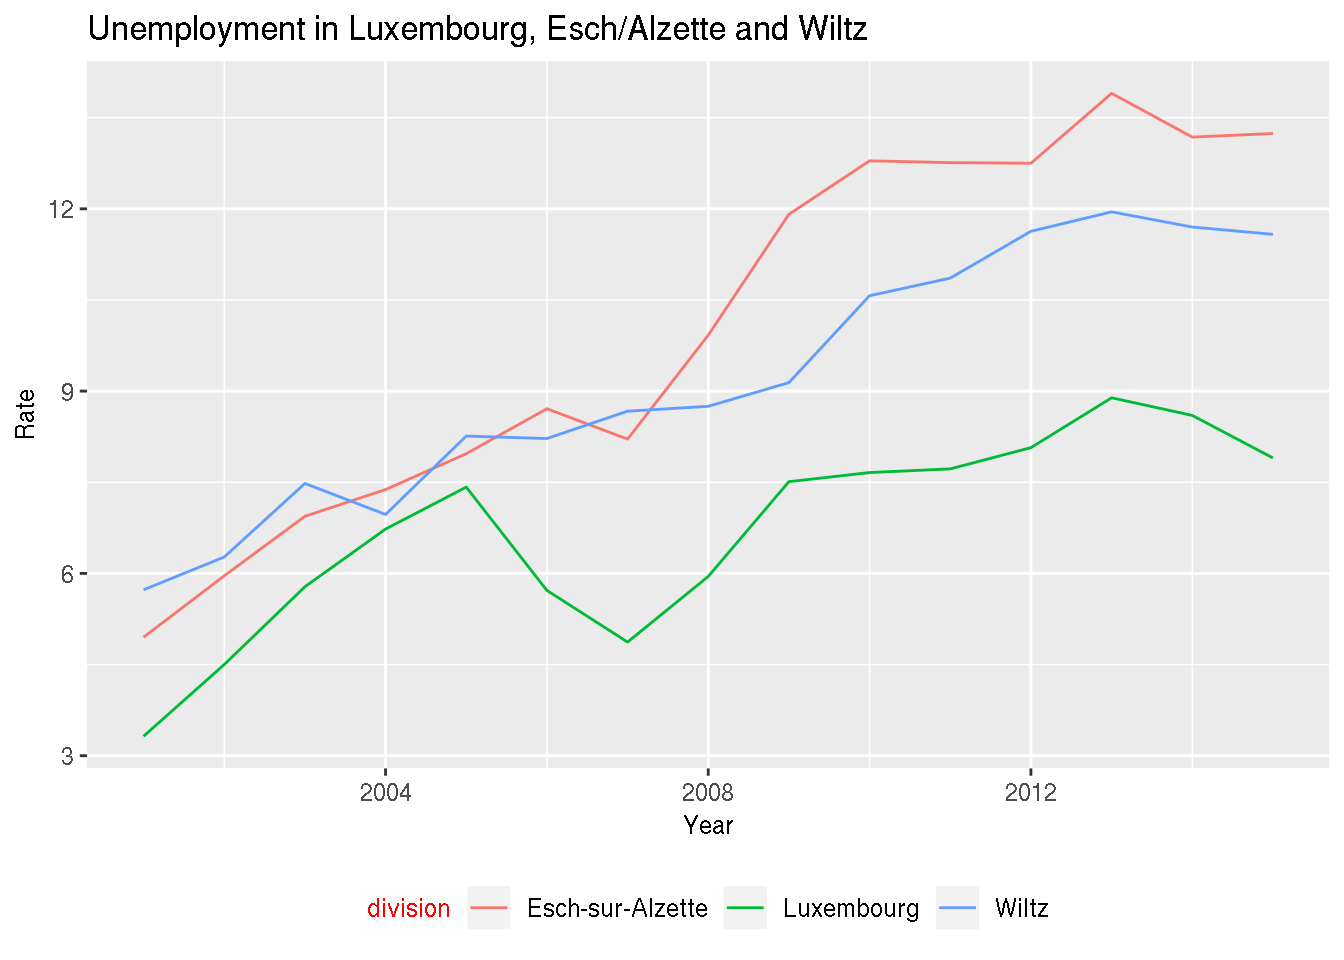 Unemployment in Luxembourg, Esch/Alzette and Wiltz
12
9
6
3
Rate
2004 2008 2012
Year
division Esch-sur-Alzette Luxembourg Wiltz